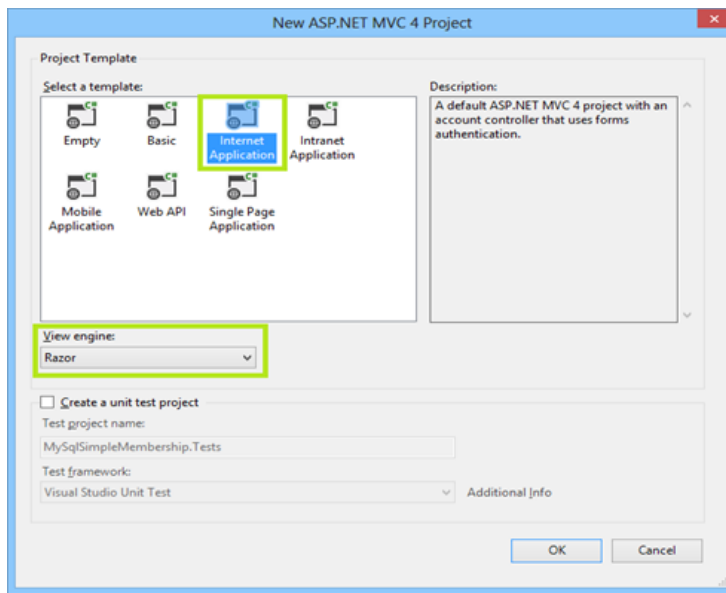 New ASP.NET MVC 4 Project
x
Project Template
Select a template:
Description:
C#
C#
C#
C#
Empty
Basic
Internet
Application
Intranet
Application
A default ASP.NET MVC 4 project with an
account controller that uses forms
authentication.
C#
C#
C#
Mobile
Application
Web API
Single Page
Application
View engine:
Razor
Create a unit test project
Test project name:
MySqlSimpleMembership.Tests
Test framework:
Visual Studio Unit Test
Additional Info
OK
Cancel